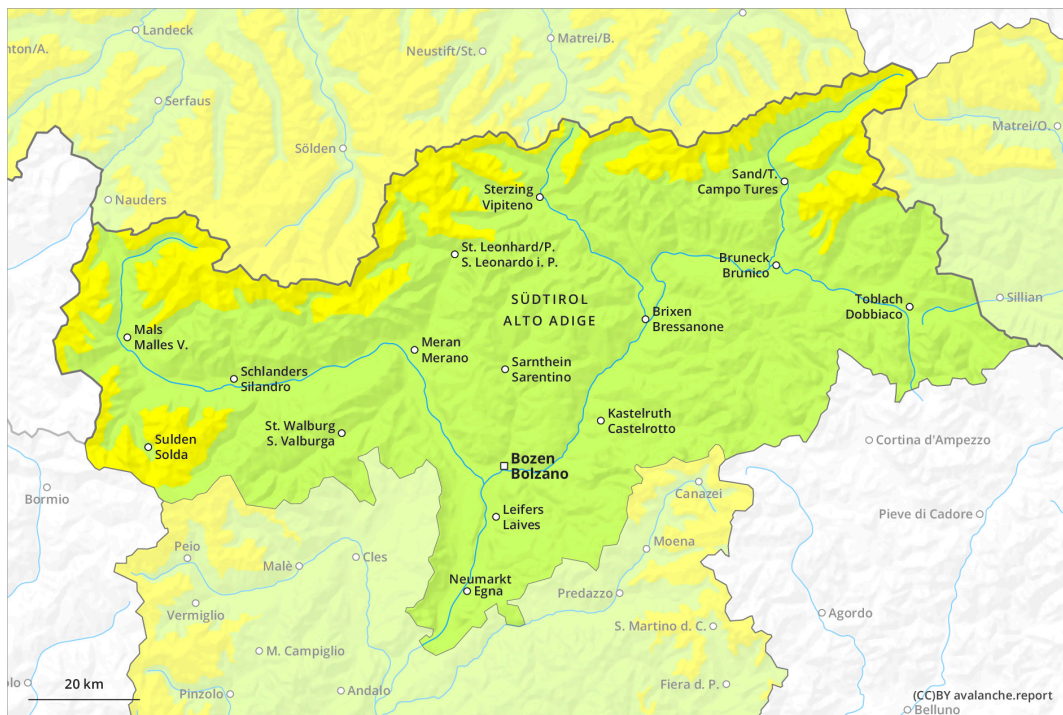 Landeck
Matrei/B.
nton/A.
Neustift/St.
Serfaus
Matrei/O.
Sölden
Sand/T.
Campo Tures
Sterzing
Vipiteno
Nauders
St. Leonhard/P.
S. Leonardo i. P.
Bruneck
Brunico
SÜDTIROL
ALTO ADIGE
Toblach
Dobbiaco
Sillian
Brixen
Bressanone
Mals
Malles V.
Meran
Merano
Sarnthein
Sarentino
Schlanders
Silandro
Kastelruth
Castelrotto
St. Walburg
S. Valburga
Sulden
Solda
Cortina d'Ampezzo
Bozen
Bolzano
Bormio
Canazei
Leifers
Laives
Pieve di Cadore
Peio
Moena
Cles
Malè
Neumarkt
Egna
Predazzo
Vermiglio
Agordo
S. Martino d. C.
M. Campiglio
20 km
olo
Pinzolo
Andalo
Fiera d. P.
(CC)BY avalanche.report
Belluno